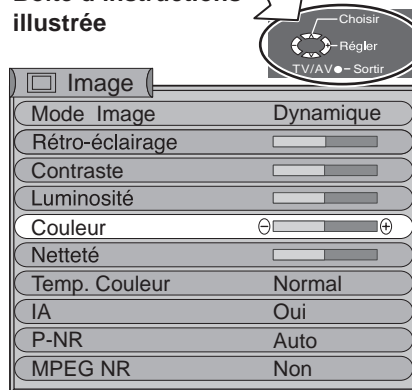 Boîte d'instructions
illustrée
Choisir
Régler
TV/AV Sortir
Image
Mode Image Dynamique
Rétro-éclairage
Contraste
Luminosité
Couleur
Netteté
Temp. Couleur Normal
IA Oui
P-NR Auto
MPEG NR Non